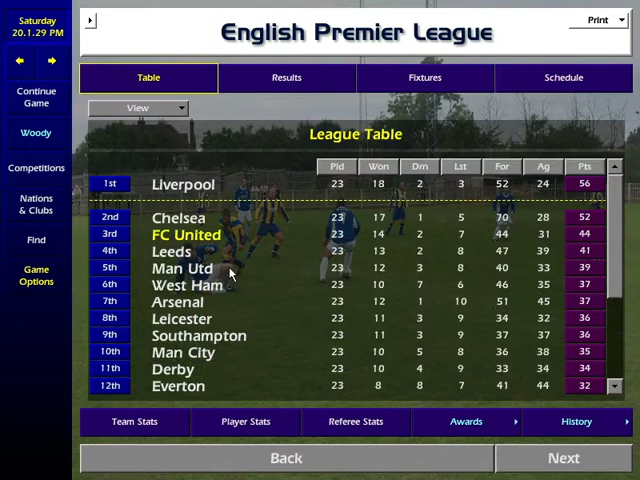 Saturday
20.1.29 PM
Print
English Premier League
Table Results Fixtures Schedule
Continue
Game
Woody
Competitions
Nations
& Clubs
Find
Game
Options
View
League Table
Pld Won Drn Lst For Ag Pts
1st Liverpool 23 18 2 3 52 24 56
2nd Chelsea 23 17 1 5 70 28 52
3rd FC United 23 14 2 7 44 31 44
4th Leeds 23 13 2 8 47 39 41
5th Man Utd 23 12 3 8 40 33 39
6th West Ham 23 10 7 6 46 35 37
7th Arsenal 23 12 1 10 51 45 37
8th Leicester 23 11 3 9 34 32 36
9th Southampton 23 11 3 9 37 37 36
10th Man City 23 10 5 8 36 38 35
11th Derby 23 10 4 9 33 34 34
12th Everton 23 8 8 7 41 44 32
Team Stats Player Stats Referee Stats Awards History
Back Next